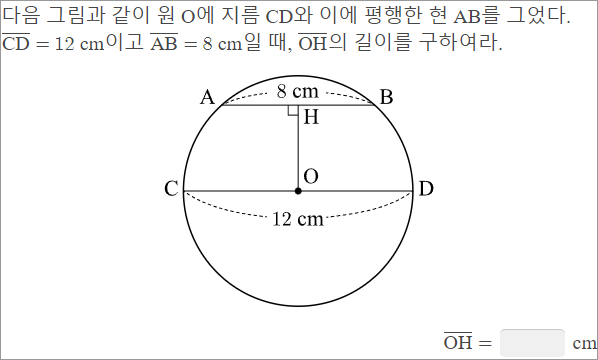 다음 그림과 같이 원 O에 지름 CD와 이에 평행한 현 AB를 그었다.
CD = 12 cm이고 AB = 8 cm일 때, OH의 길이를 구하여라.
8 cm
A B
H
O
C D
12 cm
OH = cm